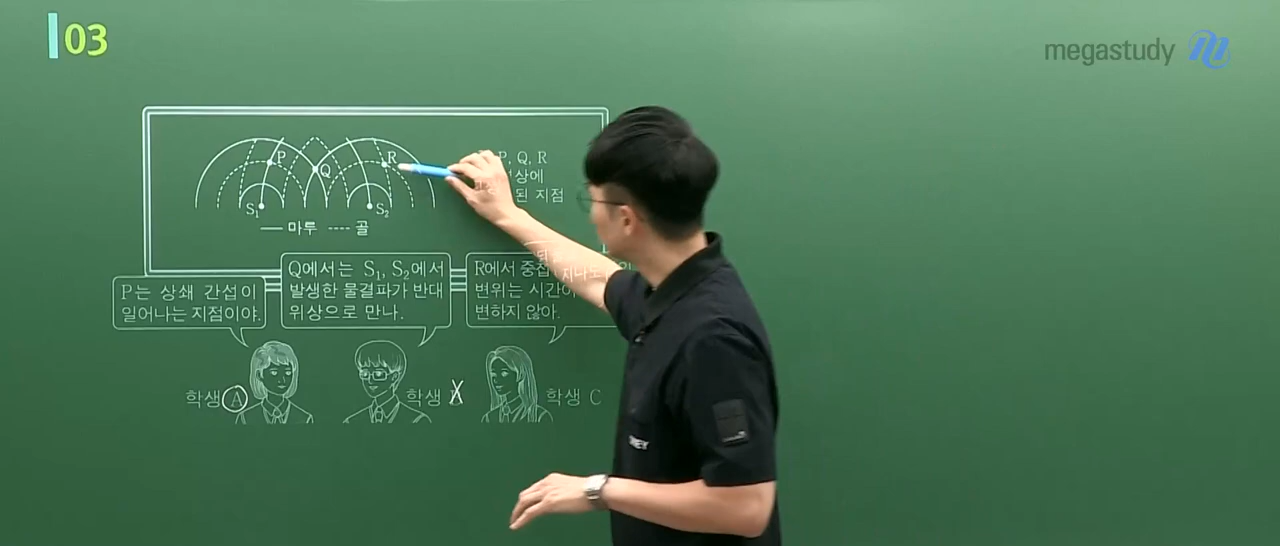 03
megastudy
P
Q
R
P, Q, R
상에
된 지점
S₁
S₂
마루 골
P는 상쇄 간섭이
일어나는 지점이야.
Q에서는 S₁, S₂에서
발생한 물결파가 반대
위상으로 만나.
R에서 중첩
변위는 시간이
변하지 않아.
학생 A
학생
학생 C